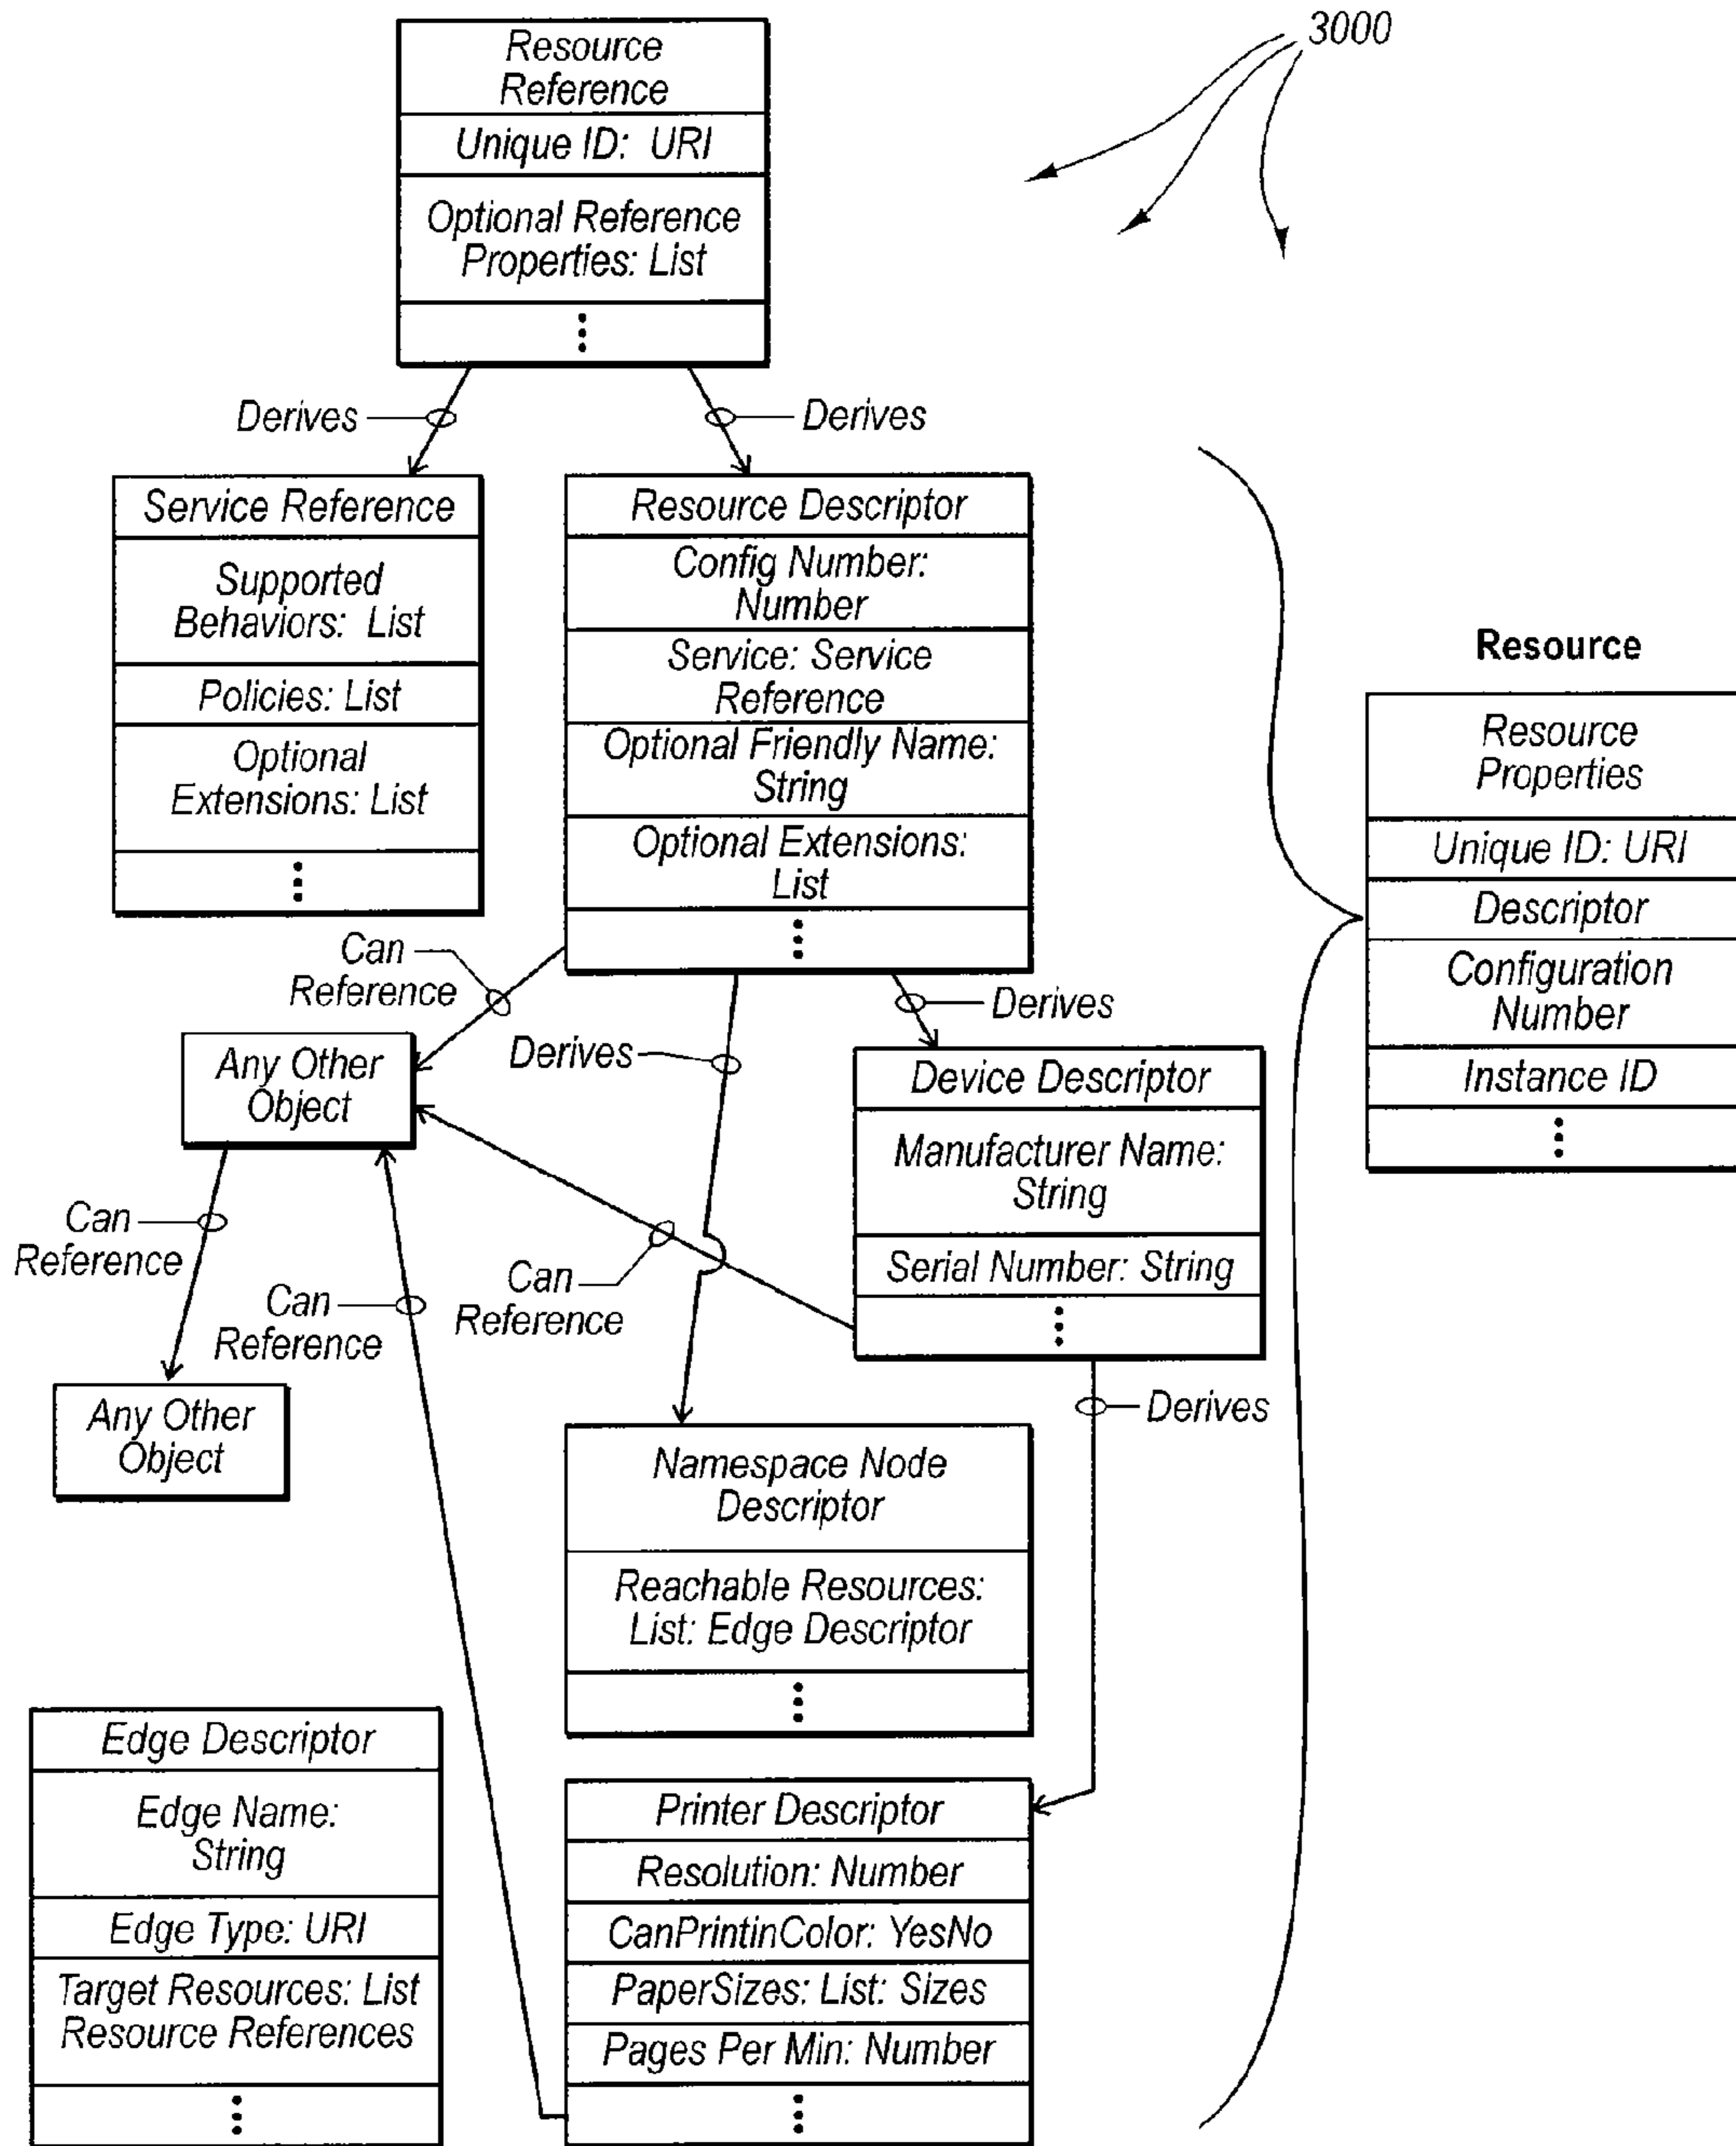 3000
Resource
Reference
Unique ID: URI
Optional Reference
Properties: List
Derives
Derives
Service Reference
Supported
Behaviors: List
Policies: List
Optional
Extensions: List
Resource Descriptor
Config Number:
Number
Service: Service
Reference
Optional Friendly Name:
String
Optional Extensions:
List
Resource
Resource
Properties
Unique ID: URI
Descriptor
Configuration
Number
Instance ID
Can
Reference
Derives
Derives
Any Other
Object
Device Descriptor
Manufacturer Name:
String
Serial Number: String
Can
Reference
Can
Reference
Can
Reference
Derives
Any Other
Object
Namespace Node
Descriptor
Reachable Resources:
List: Edge Descriptor
Edge Descriptor
Edge Name:
String
Edge Type: URI
Target Resources: List
Resource References
Printer Descriptor
Resolution: Number
CanPrintinColor: YesNo
PaperSizes: List: Sizes
Pages Per Min: Number